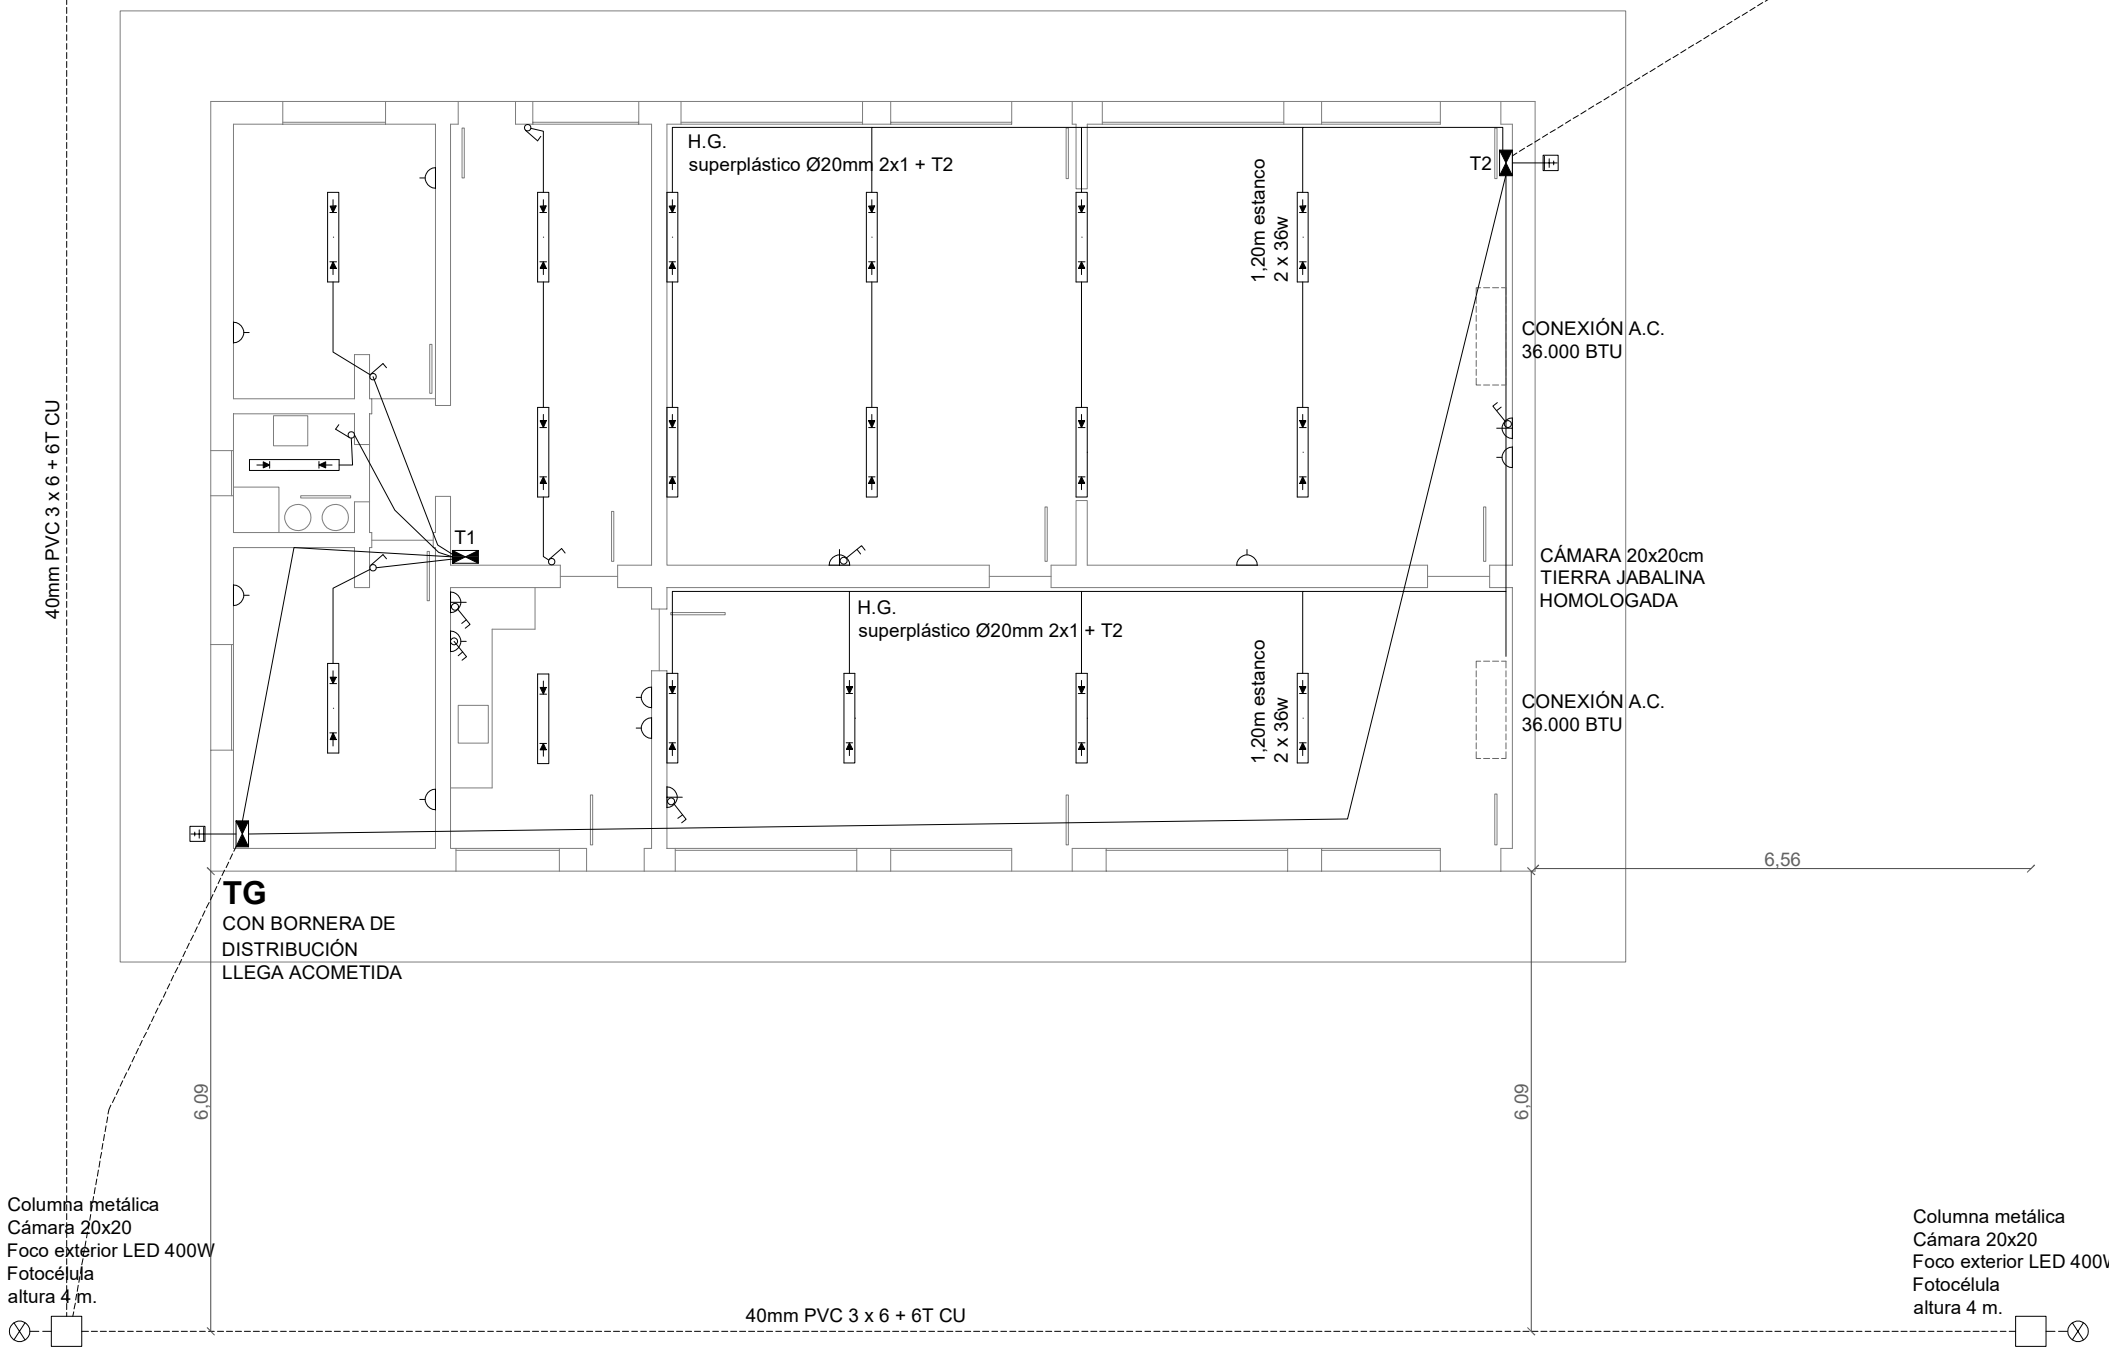 H.G.
superplástico Ø20mm 2x1 + T2
1,20m estanco
2 x 36w
T2
CONEXIÓN A.C.
36.000 BTU
40mm PVC 3 x 6 + 6T CU
T1
CÁMARA 20x20cm
TIERRA JABALINA
HOMOLOGADA
H.G.
superplástico Ø20mm 2x1 + T2
1,20m estanco
2 x 36w
CONEXIÓN A.C.
36.000 BTU
6,56
TG
CON BORNERA DE
DISTRIBUCIÓN
LLEGA ACOMETIDA
6,09
6,09
Columna metálica
Cámara 20x20
Foco exterior LED 400W
Fotocélula
altura 4 m.
40mm PVC 3 x 6 + 6T CU
Columna metálica
Cámara 20x20
Foco exterior LED 400W
Fotocélula
altura 4 m.